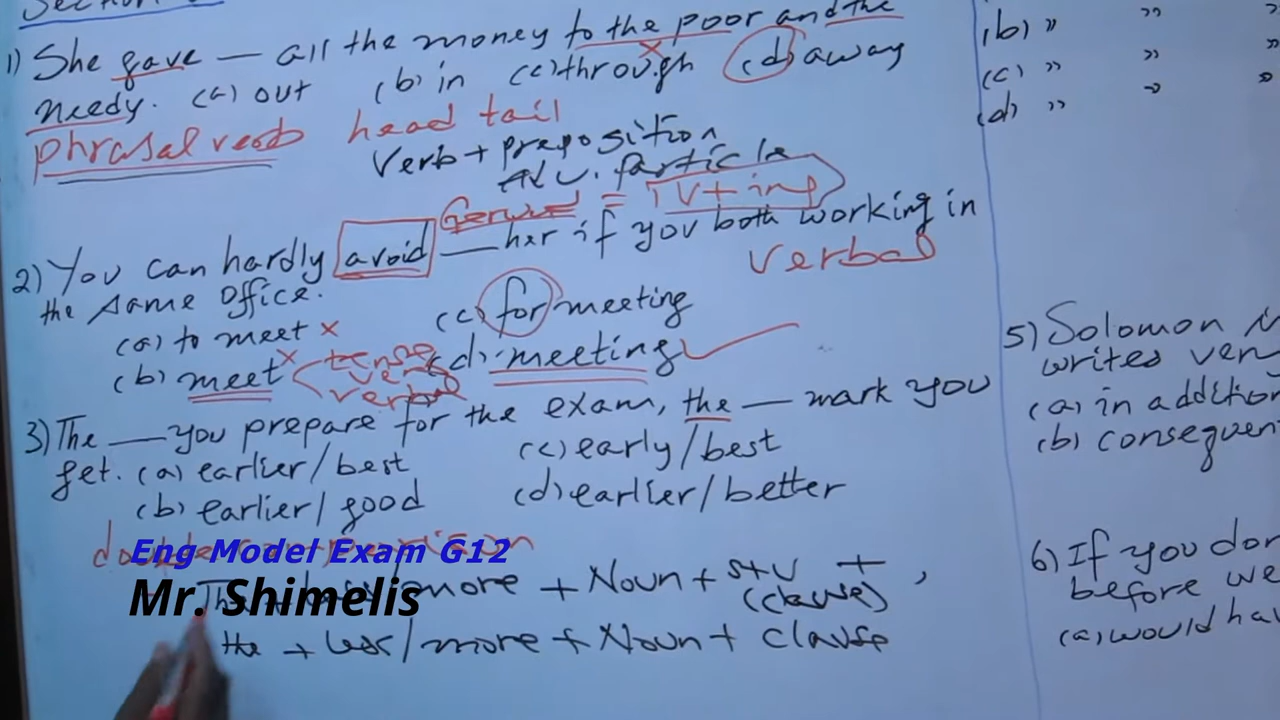 1) She gave — all the money to the poor and the
needy. (a) out (b) in (c) through (d) away
phrasal verb head tail
Verb + preposition
Adv. particle
Gerund = V+ing
2) You can hardly avoid — her if you both working in
the same office. verbal
(a) to meet × (c) for meeting
(b) meet × tense verb verbal (d) meeting ✓
3) The — you prepare for the exam, the — mark you
get. (a) earlier/best (c) early/best
(b) earlier/good (d) earlier/better
Eng Model Exam G12
Mr. Shimelis
more + Noun + S+V + ,
(clause)
the + less/more + Noun + clause
(b) " " "
(c) " " "
(d) " " "
5) Solomon
writes
(a) in addition
(b)
6) If you don
before we
(a) would ha